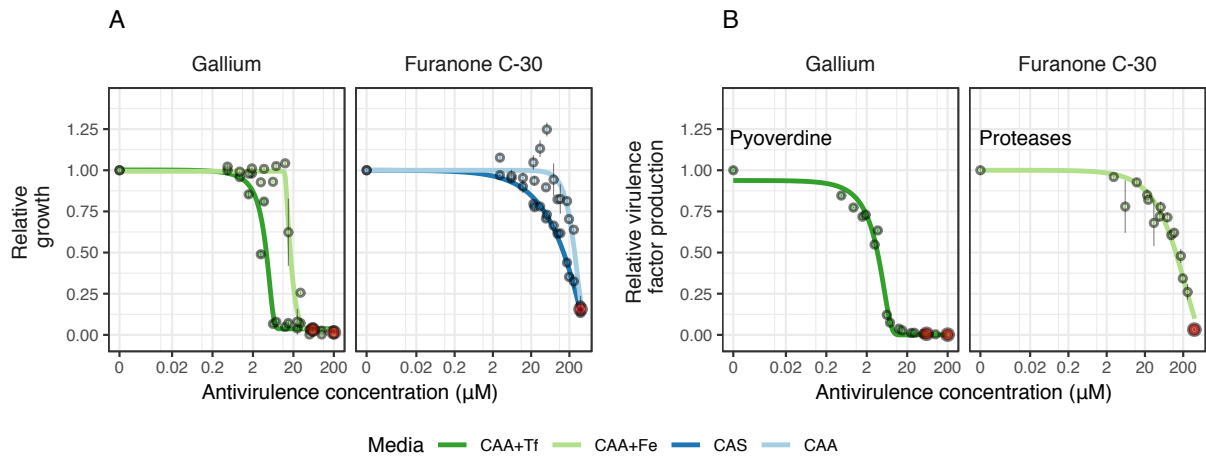 A
B
Gallium
Furanone C-30
Gallium
Furanone C-30
Relative
growth
1.25
1.00
0.75
0.50
0.25
0.00
0
0.02
0.2
2
20
200
0
0.02
0.2
2
20
200
Antivirulence concentration (µM)
Relative virulence
factor production
1.25
1.00
0.75
0.50
0.25
0.00
Pyoverdine
Proteases
0
0.02
0.2
2
20
200
0
0.02
0.2
2
20
200
Antivirulence concentration (µM)
Media CAA+Tf CAA+Fe CAS CAA